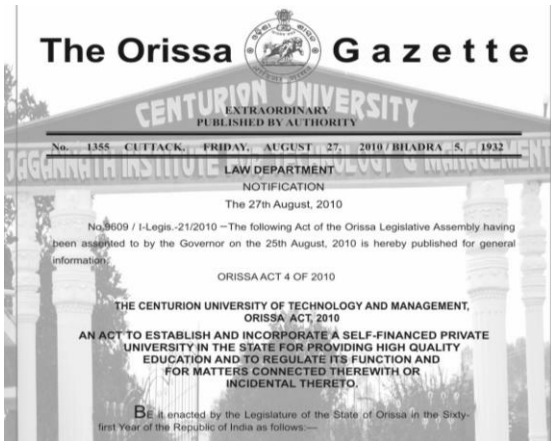 The Orissa Gazette
CENTURION UNIVERSITY
EXTRAORDINARY
PUBLISHED BY AUTHORITY
No. 1355 CUTTACK, FRIDAY, AUGUST 27, 2010 / BHADRA 5, 1932
JAGANNATH INSTITUTE FOR TECHNOLOGY & MANAGEMENT
LAW DEPARTMENT
NOTIFICATION
The 27th August, 2010
No.9609 / I-Legis.-21/2010 —The following Act of the Orissa Legislative Assembly having
been assented to by the Governor on the 25th August, 2010 is hereby published for general
information.
ORISSA ACT 4 OF 2010
THE CENTURION UNIVERSITY OF TECHNOLOGY AND MANAGEMENT,
ORISSA ACT, 2010
AN ACT TO ESTABLISH AND INCORPORATE A SELF-FINANCED PRIVATE
UNIVERSITY IN THE STATE FOR PROVIDING HIGH QUALITY
EDUCATION AND TO REGULATE ITS FUNCTION AND
FOR MATTERS CONNECTED THEREWITH OR
INCIDENTAL THERETO.
BE it enacted by the Legislature of the State of Orissa in the Sixty-
first Year of the Republic of India as follows:—